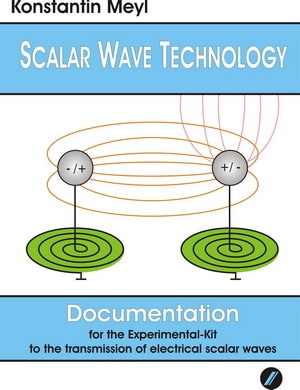 Konstantin Meyl
SCALAR WAVE TECHNOLOGY
- /+
+/ -
Documentation
for the Experimental-Kit
to the transmission of electrical scalar waves